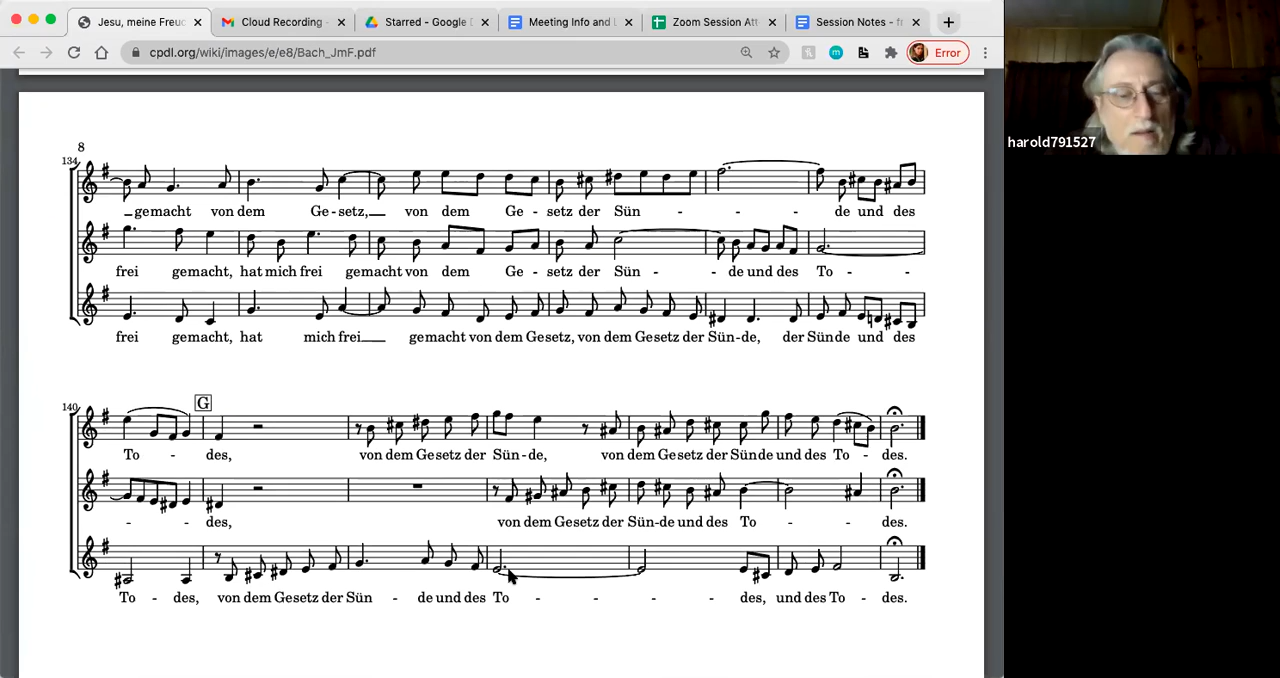 Jesu, meine Freuc
Cloud Recording -
Starred - Google D
Meeting Info and L
Zoom Session Att
Session Notes - fr
cpdl.org/wiki/images/e/e8/Bach_JmF.pdf
Error
harold791527
8
134
gemacht von dem Ge - setz, von dem Ge - setz der Sün - - - de und des
frei gemacht, hat mich frei gemacht von dem Ge - setz der Sün - - de und des To - -
frei gemacht, hat mich frei gemacht von dem Gesetz, von dem Gesetz der Sün-de, der Sünde und des
140
G
To - des, von dem Gesetz der Sün-de, von dem Gesetz der Sünde und des To - des.
- - des, von dem Gesetz der Sün-de und des To - - des.
To - des, von dem Gesetz der Sün - de und des To - - - - des, und des To - des.